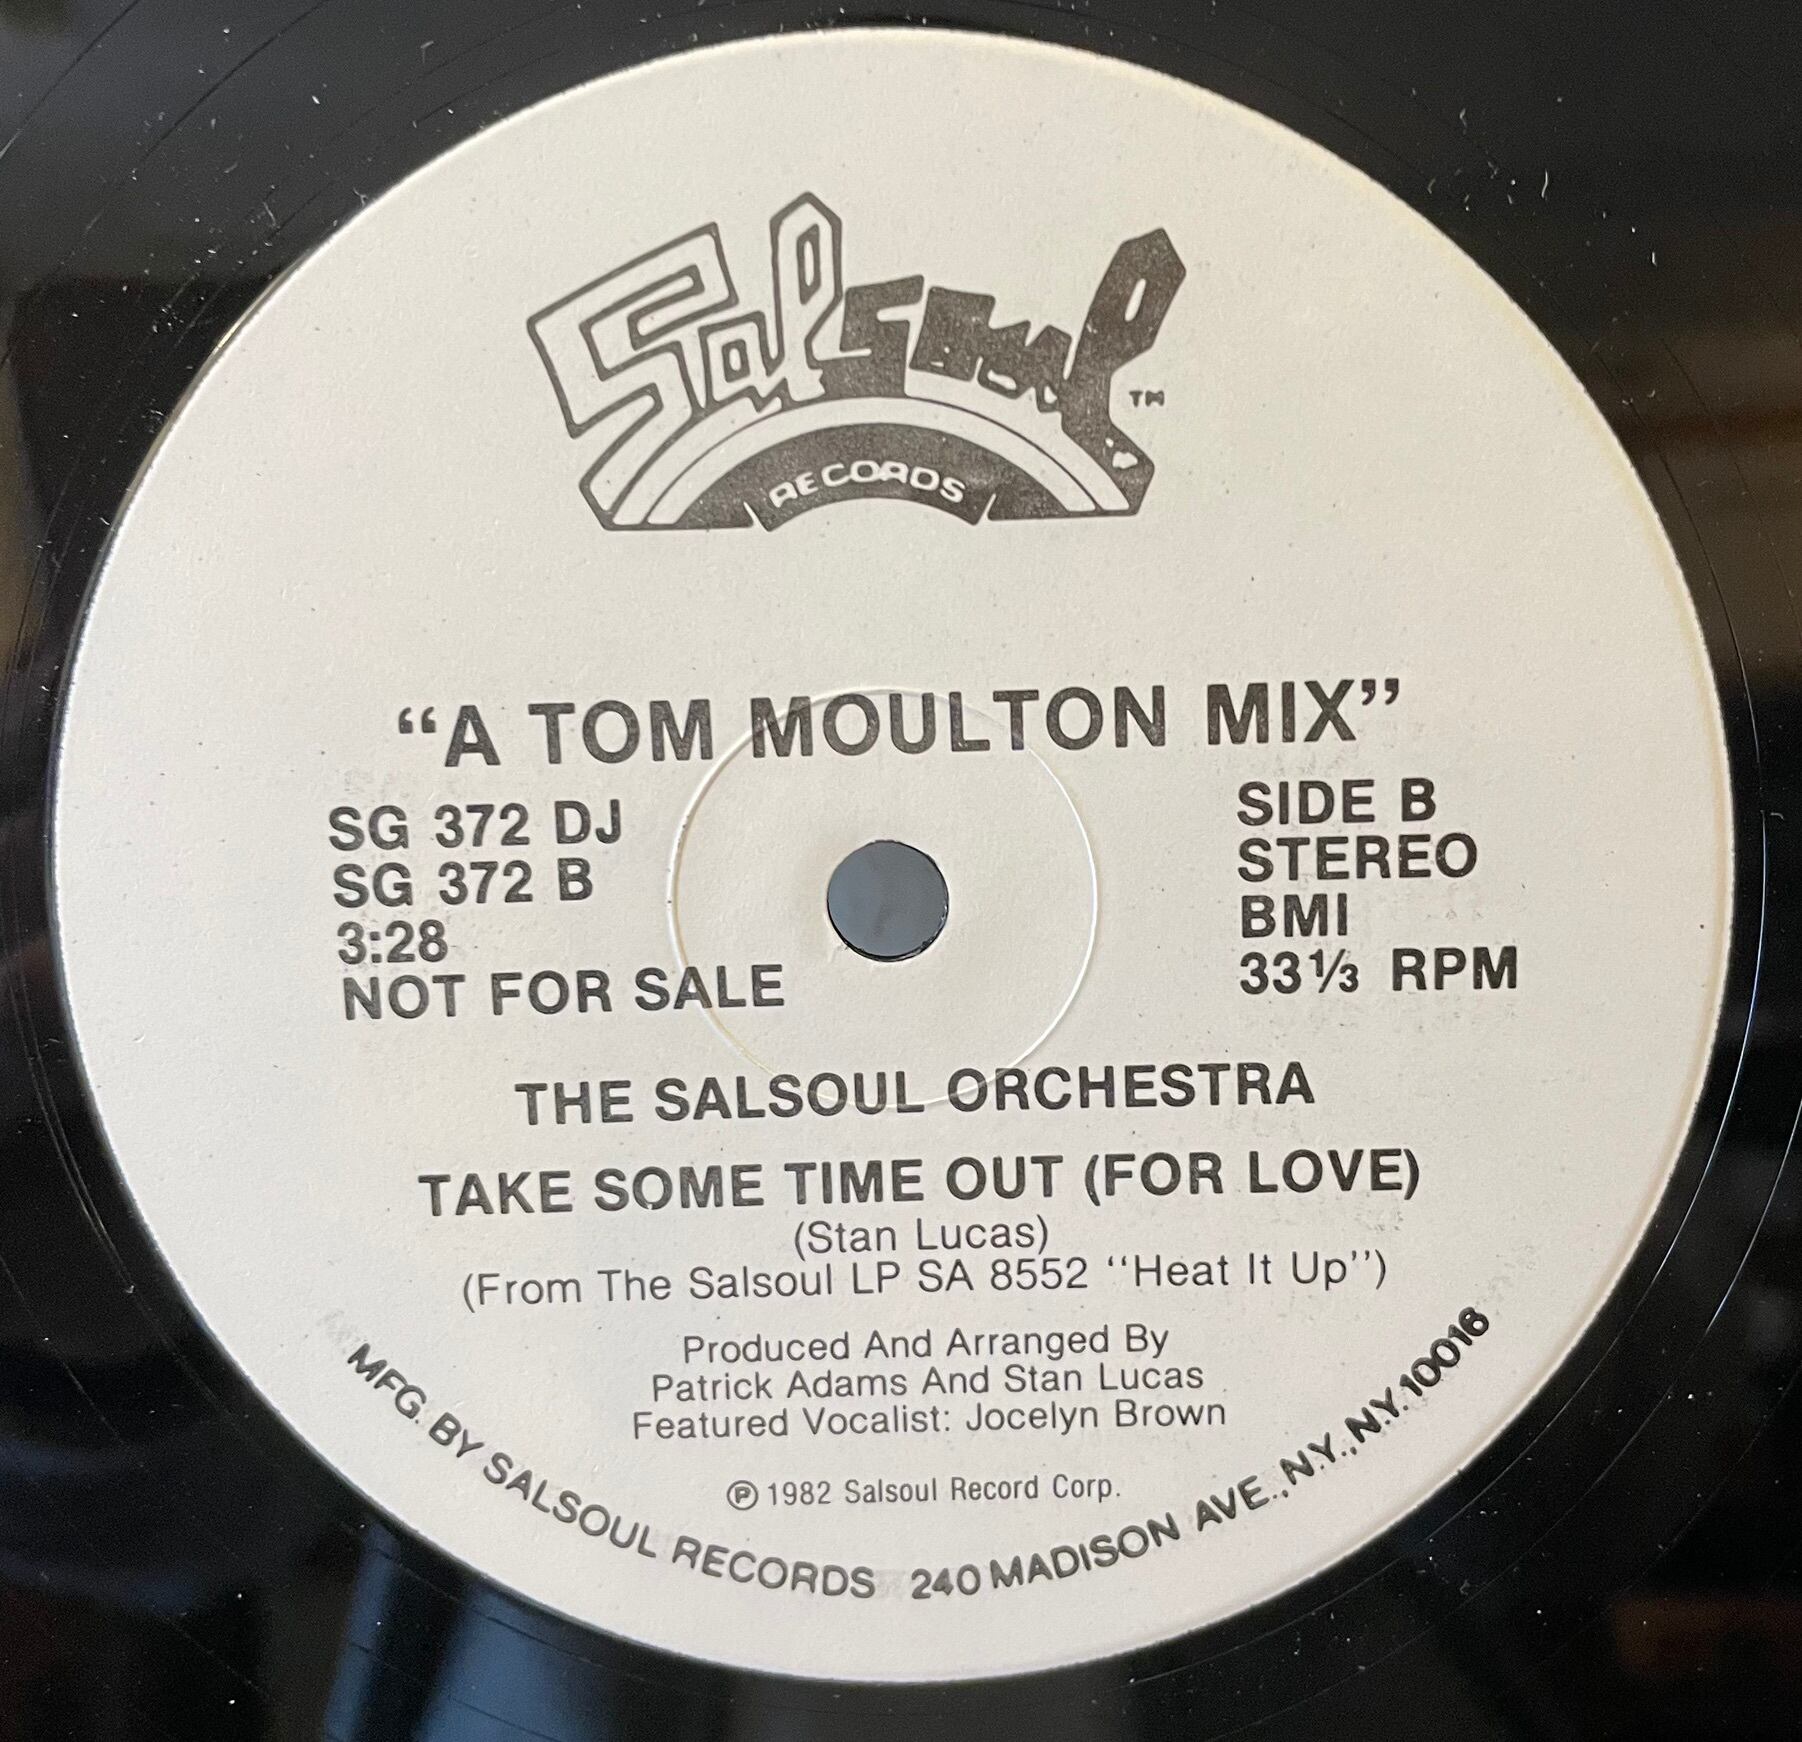 Salsoul
TM
RECORDS
“A TOM MOULTON MIX”
SG 372 DJ
SG 372 B
3:28
NOT FOR SALE
SIDE B
STEREO
BMI
33⅓ RPM
THE SALSOUL ORCHESTRA
TAKE SOME TIME OUT (FOR LOVE)
(Stan Lucas)
(From The Salsoul LP SA 8552 “Heat It Up”)
Produced And Arranged By
Patrick Adams And Stan Lucas
Featured Vocalist: Jocelyn Brown
℗ 1982 Salsoul Record Corp.
MFG. BY SALSOUL RECORDS 240 MADISON AVE., N.Y., N.Y. 10016